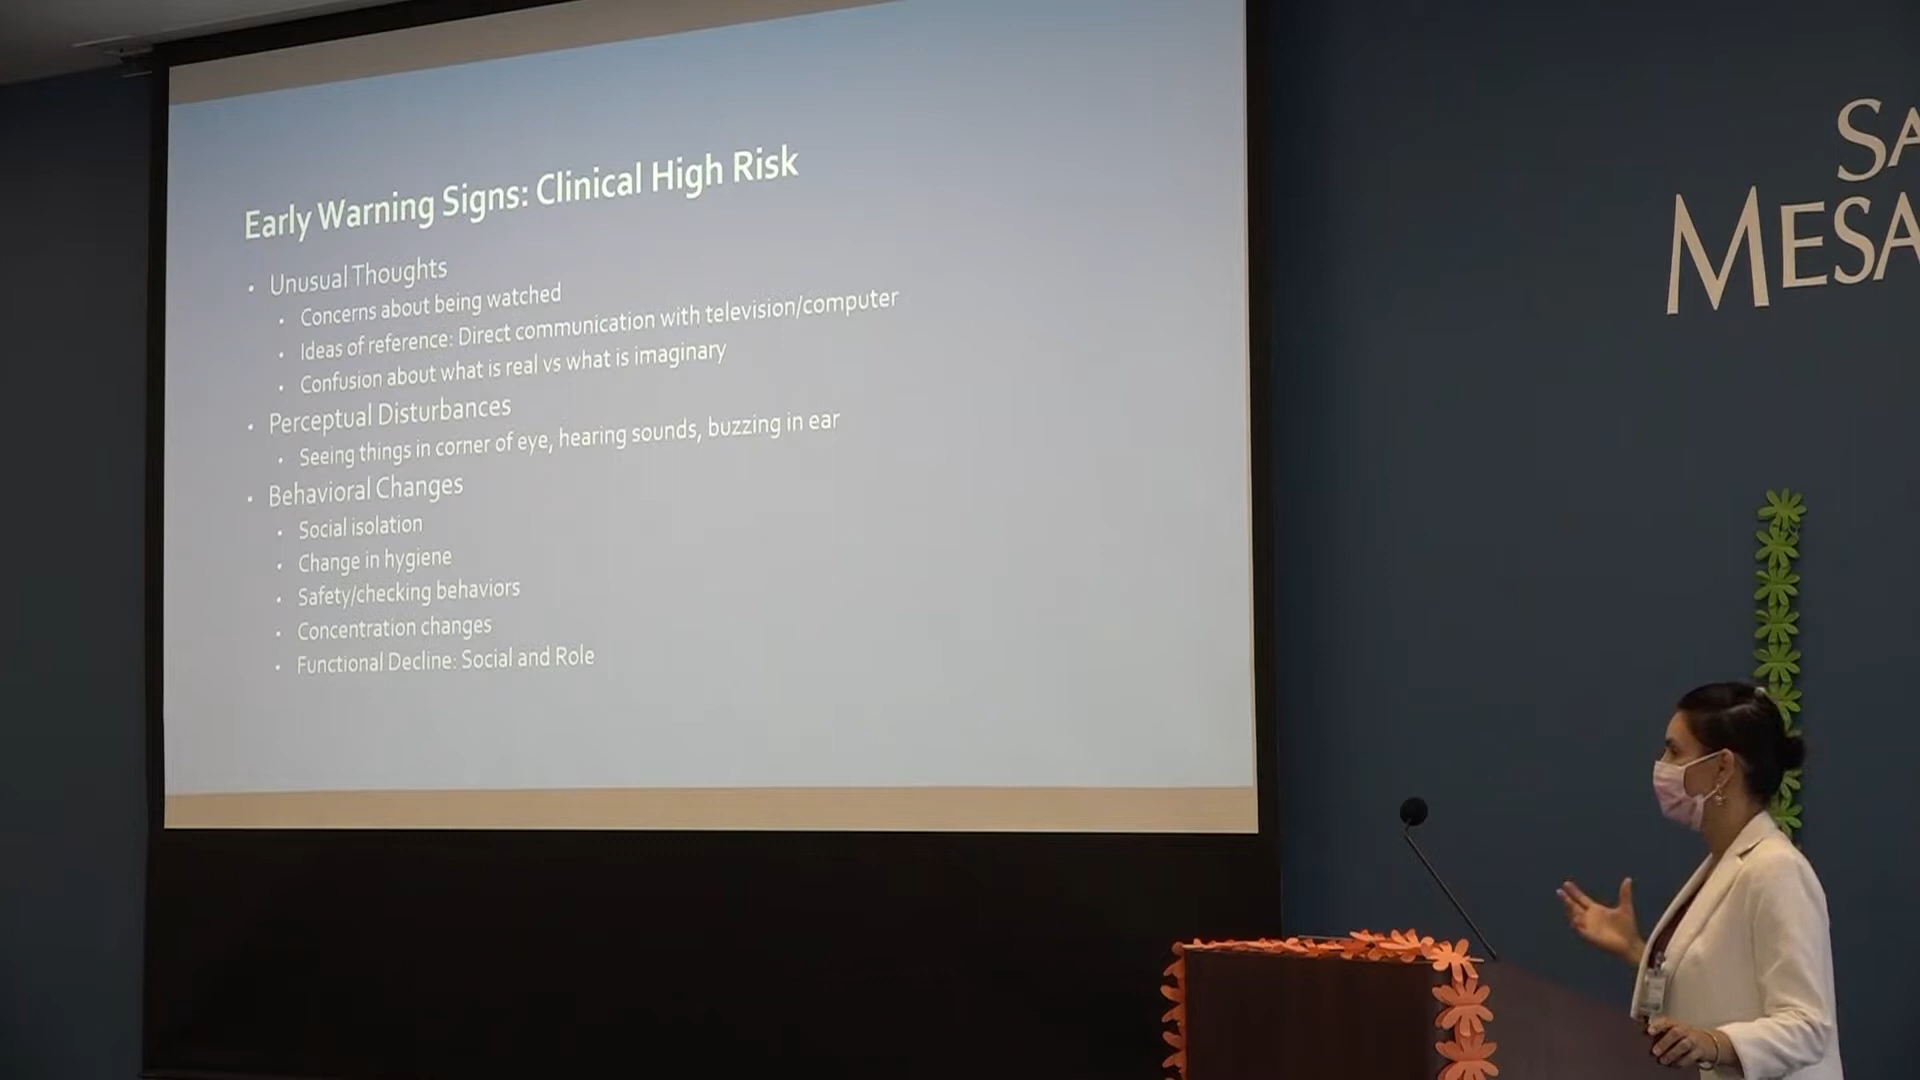 Early Warning Signs: Clinical High Risk
• Unusual Thoughts
• Concerns about being watched
• Ideas of reference: Direct communication with television/computer
• Confusion about what is real vs what is imaginary
• Perceptual Disturbances
• Seeing things in corner of eye, hearing sounds, buzzing in ear
• Behavioral Changes
• Social isolation
• Change in hygiene
• Safety/checking behaviors
• Concentration changes
• Functional Decline: Social and Role
SA
MESA